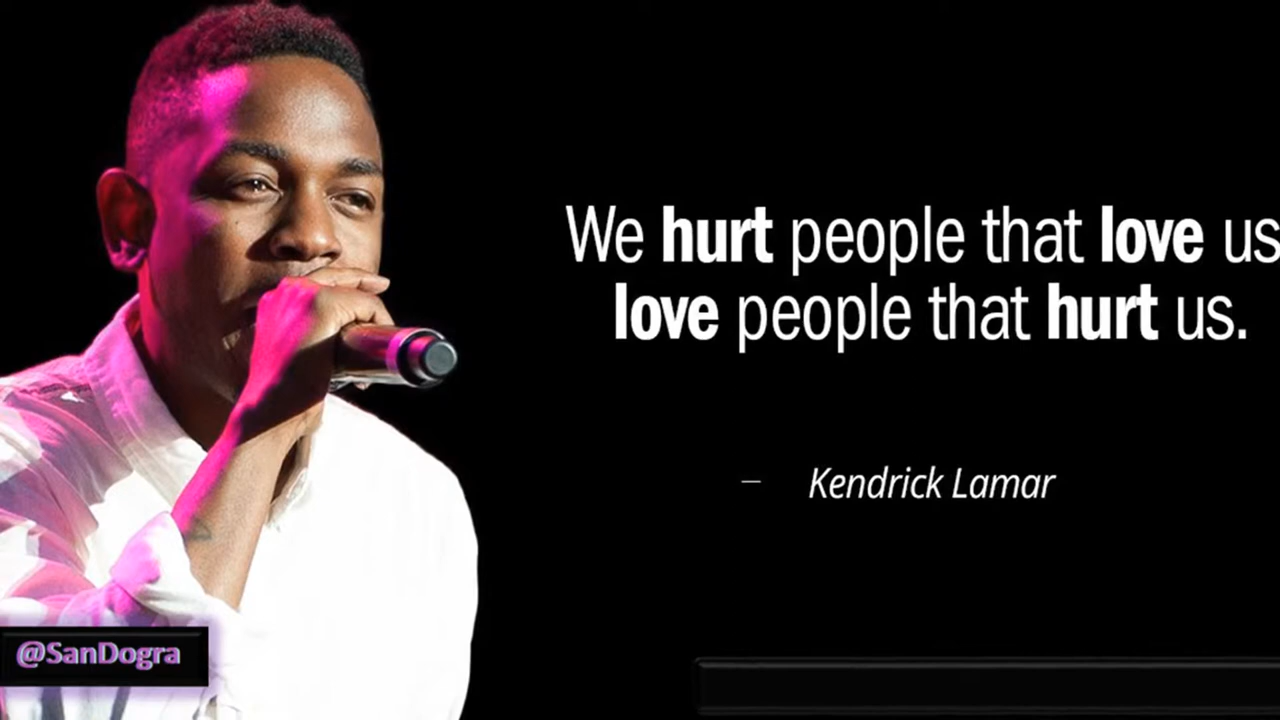 We hurt people that love us
love people that hurt us.
– Kendrick Lamar
@SanDogra